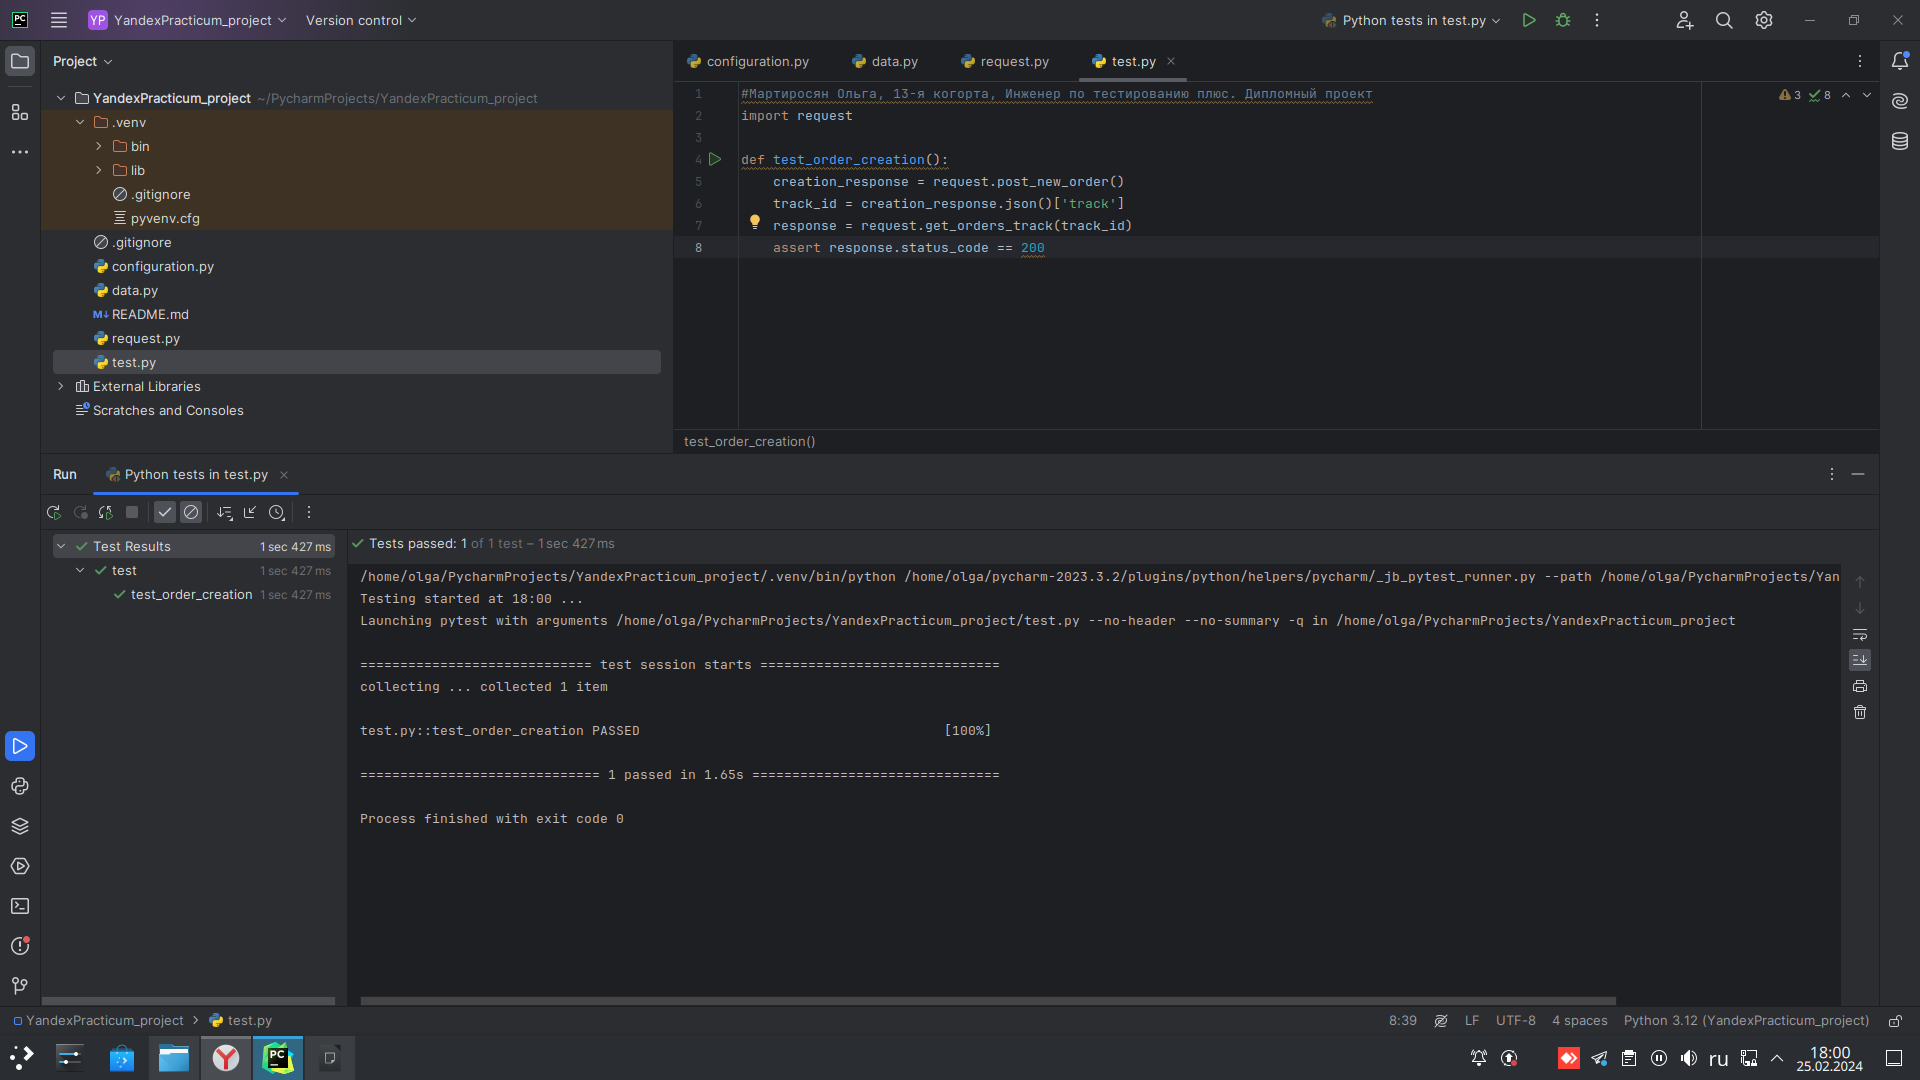 PC
YP YandexPracticum_project
Version control
Python tests in test.py
Project
configuration.py
data.py
request.py
test.py
YandexPracticum_project ~/PycharmProjects/YandexPracticum_project
.venv
bin
lib
.gitignore
pyvenv.cfg
.gitignore
configuration.py
data.py
M↓ README.md
request.py
test.py
External Libraries
Scratches and Consoles
1 #Мартиросян Ольга, 13-я когорта, Инженер по тестированию плюс. Дипломный проект
3 8
2 import request
3
4 def test_order_creation():
5 creation_response = request.post_new_order()
6 track_id = creation_response.json()['track']
7 response = request.get_orders_track(track_id)
8 assert response.status_code == 200
test_order_creation()
Run
Python tests in test.py
Test Results 1 sec 427 ms
test 1 sec 427 ms
test_order_creation 1 sec 427 ms
Tests passed: 1 of 1 test – 1 sec 427 ms
/home/olga/PycharmProjects/YandexPracticum_project/.venv/bin/python /home/olga/pycharm-2023.3.2/plugins/python/helpers/pycharm/_jb_pytest_runner.py --path /home/olga/PycharmProjects/Yan
Testing started at 18:00 ...
Launching pytest with arguments /home/olga/PycharmProjects/YandexPracticum_project/test.py --no-header --no-summary -q in /home/olga/PycharmProjects/YandexPracticum_project
============================= test session starts ==============================
collecting ... collected 1 item
test.py::test_order_creation PASSED [100%]
============================== 1 passed in 1.65s ===============================
Process finished with exit code 0
YandexPracticum_project > test.py
8:39
LF
UTF-8
4 spaces
Python 3.12 (YandexPracticum_project)
PC
ru
18:00
25.02.2024